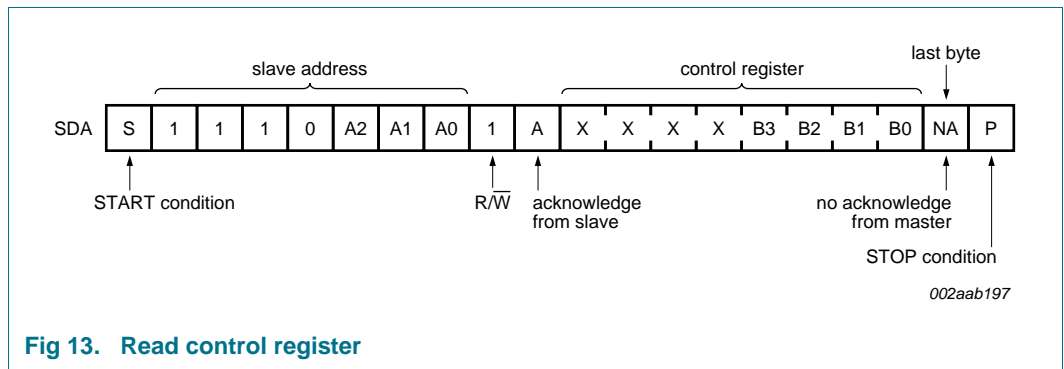 slave address
control register
last byte
SDA S 1 1 1 0 A2 A1 A0 1 A X X X X B3 B2 B1 B0 NA P
START condition
R/W̅
acknowledge
from slave
no acknowledge
from master
STOP condition
002aab197
Fig 13. Read control register